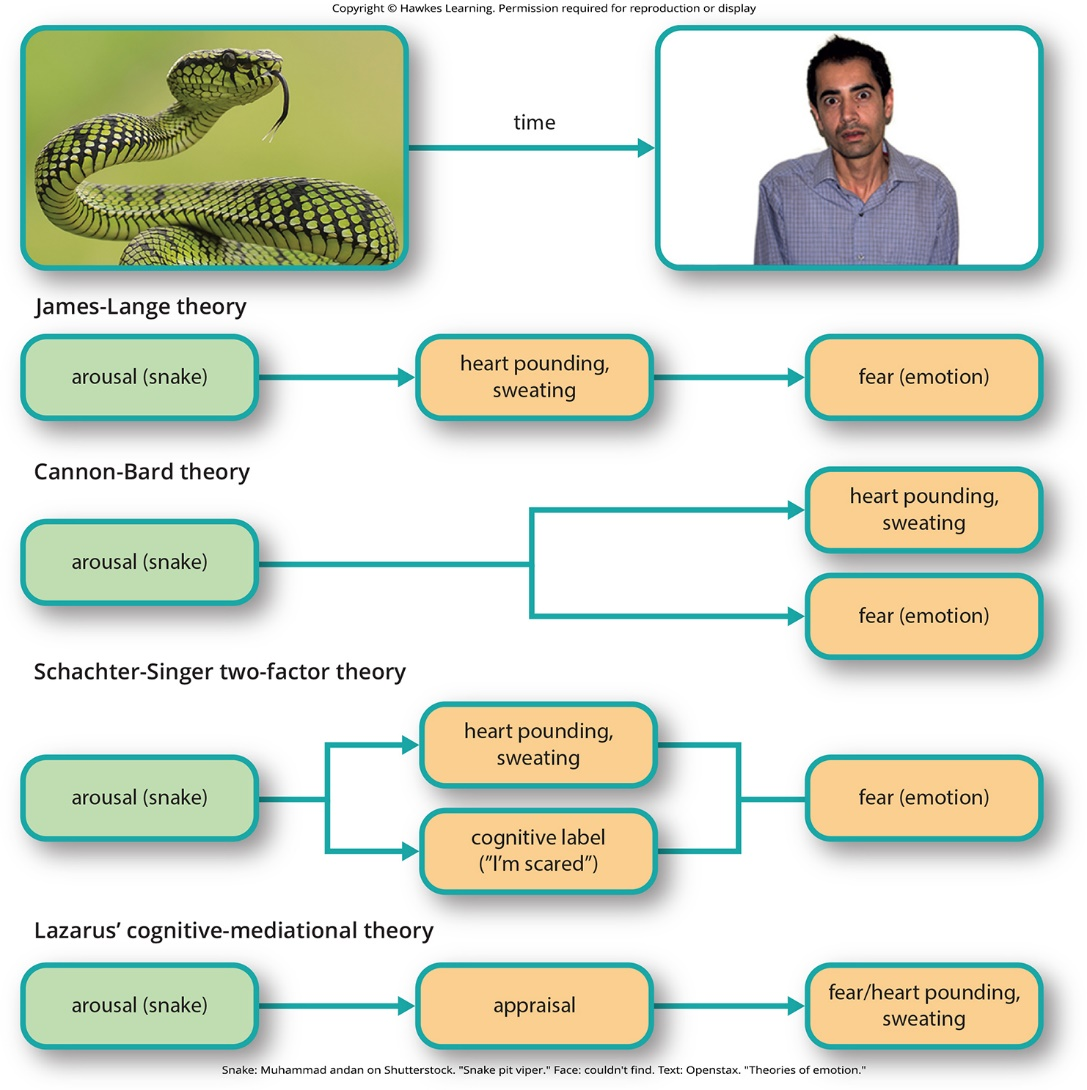 Copyright © Hawkes Learning. Permission required for reproduction or display
time
James-Lange theory
arousal (snake)
heart pounding,
sweating
fear (emotion)
Cannon-Bard theory
arousal (snake)
heart pounding,
sweating
fear (emotion)
Schachter-Singer two-factor theory
arousal (snake)
heart pounding,
sweating
cognitive label
(”I’m scared”)
fear (emotion)
Lazarus’ cognitive-mediational theory
arousal (snake)
appraisal
fear/heart pounding,
sweating
Snake: Muhammad andan on Shutterstock. "Snake pit viper." Face: couldn't find. Text: Openstax. "Theories of emotion."